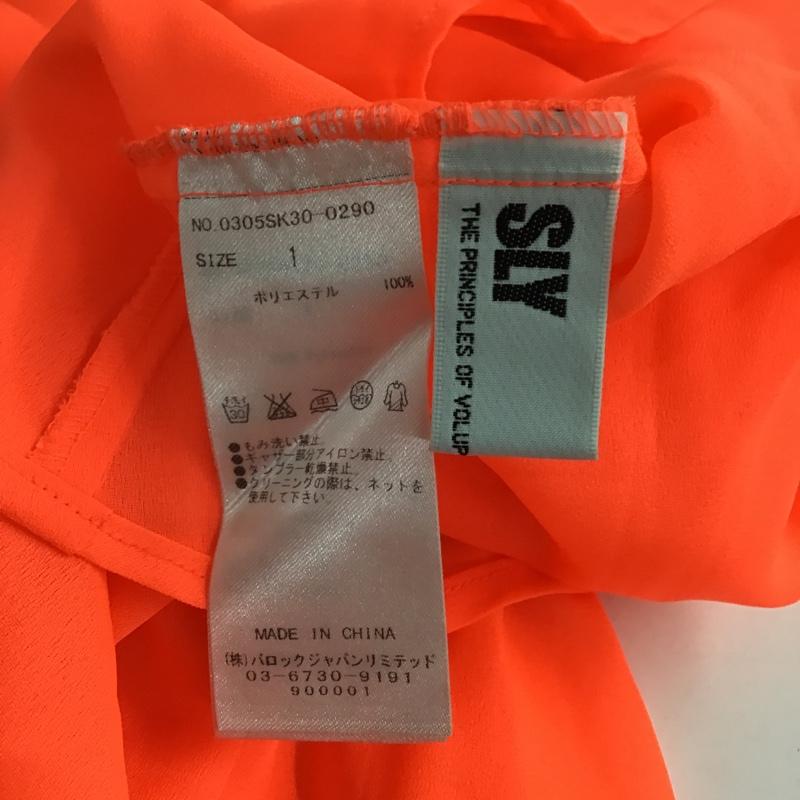 NO.0305SK30-0290
SIZE 1
ポリエステル 100%
30
中
●もみ洗い禁止
●ギャザー部分アイロン禁止
●タンブラー乾燥禁止
●クリーニングの際は、ネットを
使用して下さい。
MADE IN CHINA
(株)バロックジャパンリミテッド
03-6730-9191
900001
SLY
THE PRINCIPLES OF VOLUP